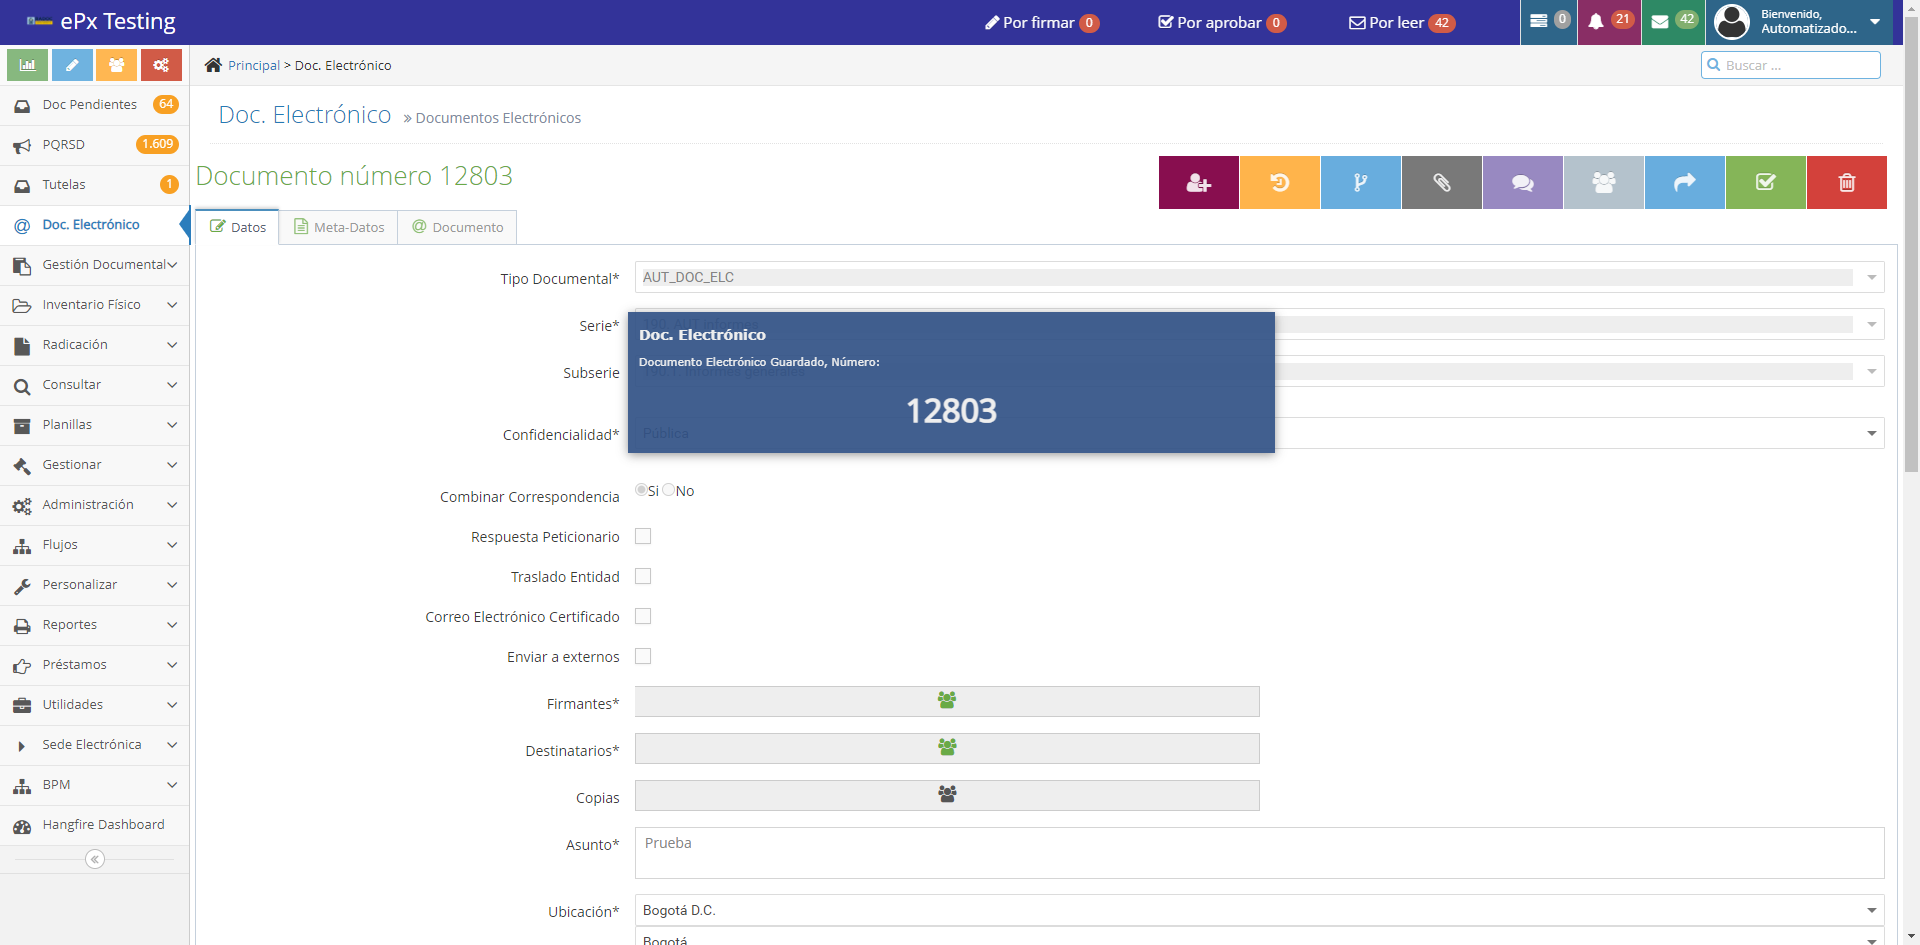 ePx Testing
Por firmar 0
Por aprobar 0
Por leer 42
0
21
42
Bienvenido,
Automatizado...
Principal > Doc. Electrónico
Buscar ...
Doc Pendientes 64
PQRSD 1.609
Tutelas 1
@ Doc. Electrónico
Gestión Documental
Inventario Físico
Radicación
Consultar
Planillas
Gestionar
Administración
Flujos
Personalizar
Reportes
Préstamos
Utilidades
Sede Electrónica
BPM
Hangfire Dashboard
Doc. Electrónico » Documentos Electrónicos
Documento número 12803
Datos
Meta-Datos
@ Documento
Tipo Documental* AUT_DOC_ELC
Serie*
Subserie
Confidencialidad* Pública
Doc. Electrónico
Documento Electrónico Guardado, Número:
12803
Combinar Correspondencia Si No
Respuesta Peticionario
Traslado Entidad
Correo Electrónico Certificado
Enviar a externos
Firmantes*
Destinatarios*
Copias
Asunto* Prueba
Ubicación* Bogotá D.C.
Bogotá